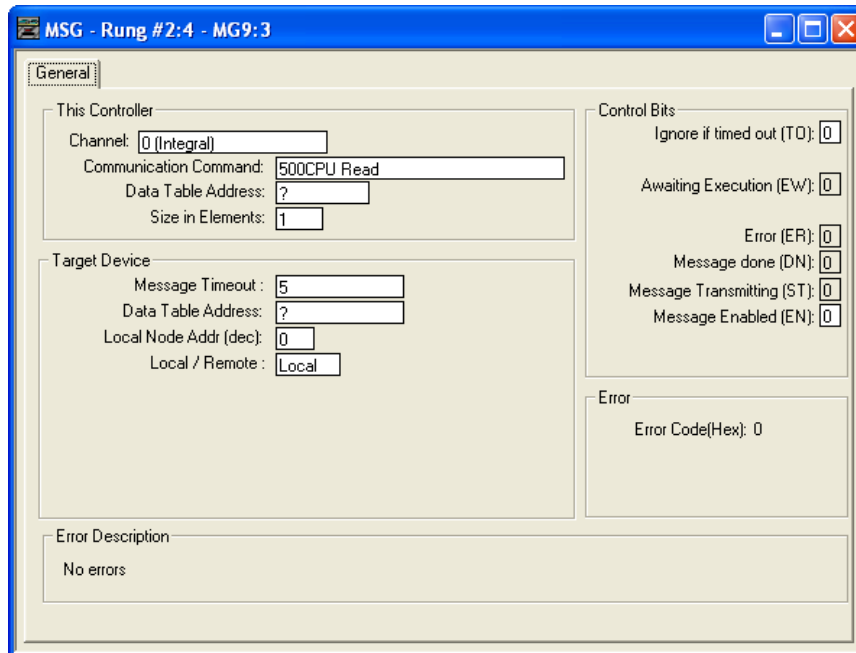 MSG - Rung #2:4 - MG9:3
General
This Controller
Channel: 0 (Integral)
Communication Command: 500CPU Read
Data Table Address: ?
Size in Elements: 1
Target Device
Message Timeout : 5
Data Table Address: ?
Local Node Addr (dec): 0
Local / Remote : Local
Control Bits
Ignore if timed out (TO): 0
Awaiting Execution (EW): 0
Error (ER): 0
Message done (DN): 0
Message Transmitting (ST): 0
Message Enabled (EN): 0
Error
Error Code(Hex): 0
Error Description
No errors